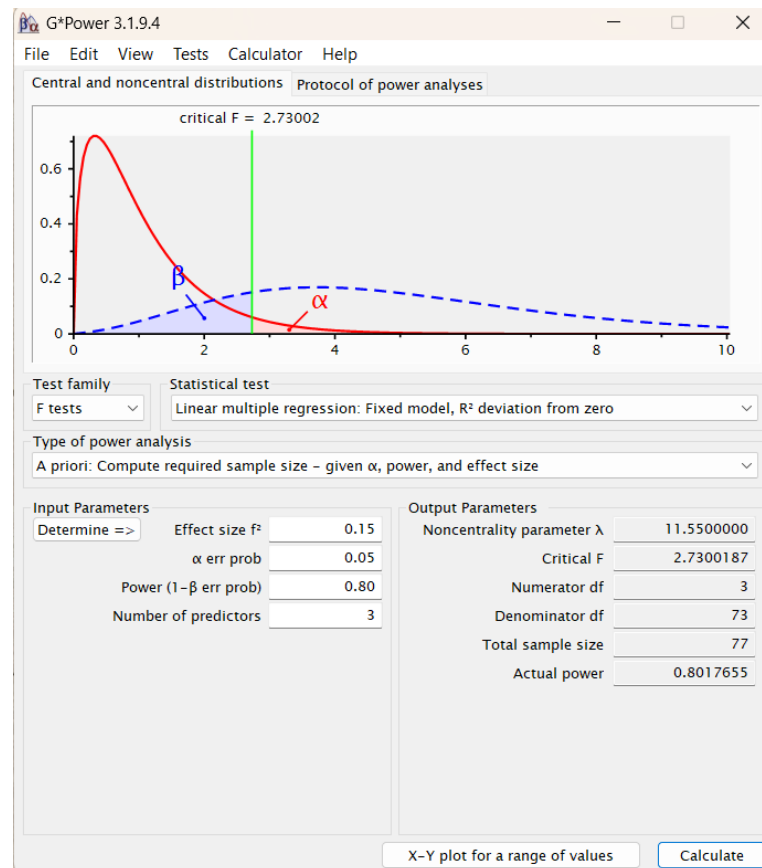 G*Power 3.1.9.4
File Edit View Tests Calculator Help
Central and noncentral distributions Protocol of power analyses
critical F = 2.73002
0.6
0.4
0.2
0
β
α
0 2 4 6 8 10
Test family Statistical test
F tests Linear multiple regression: Fixed model, R² deviation from zero
Type of power analysis
A priori: Compute required sample size – given α, power, and effect size
Input Parameters
Determine => Effect size f² 0.15
α err prob 0.05
Power (1-β err prob) 0.80
Number of predictors 3
Output Parameters
Noncentrality parameter λ 11.5500000
Critical F 2.7300187
Numerator df 3
Denominator df 73
Total sample size 77
Actual power 0.8017655
X-Y plot for a range of values Calculate